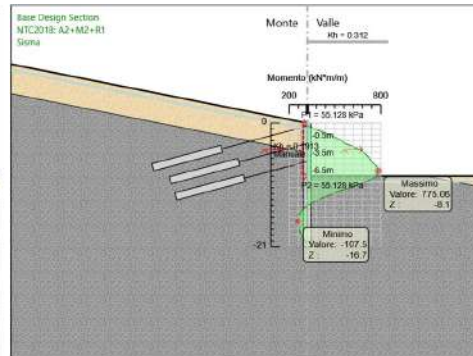 Base Design Section
NTC2018: A2+M2+R1
Sisma
Monte Valle
Kh = 0.312
Momento (kN*m/m)
200 800
P1 = 55.128 kPa
0
-0.5m
-3.5m
-6.5m
P2 = 55.128 kPa
Massimo
Valore: 775.06
Z -8.1
-21
Minimo
Valore: -107.5
Z -16.7